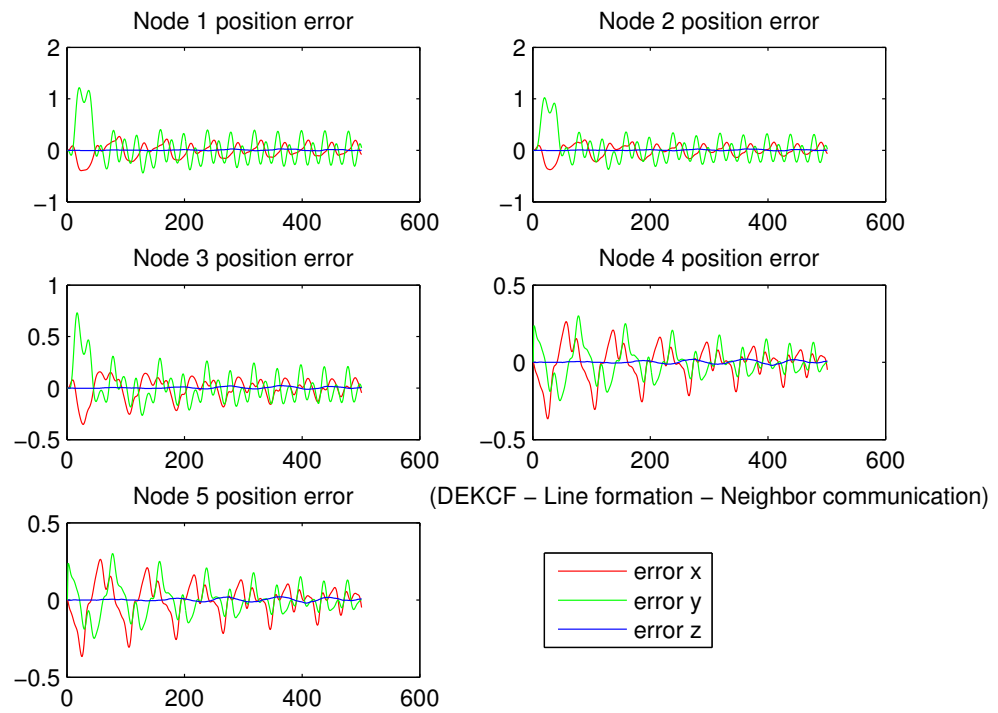 Node 1 position error
2
1
0
−1
0 200 400 600
Node 2 position error
2
1
0
−1
0 200 400 600
Node 3 position error
1
0.5
0
−0.5
0 200 400 600
Node 4 position error
0.5
0
−0.5
0 200 400 600
Node 5 position error
0.5
0
−0.5
0 200 400 600
(DEKCF − Line formation − Neighbor communication)
error x
error y
error z